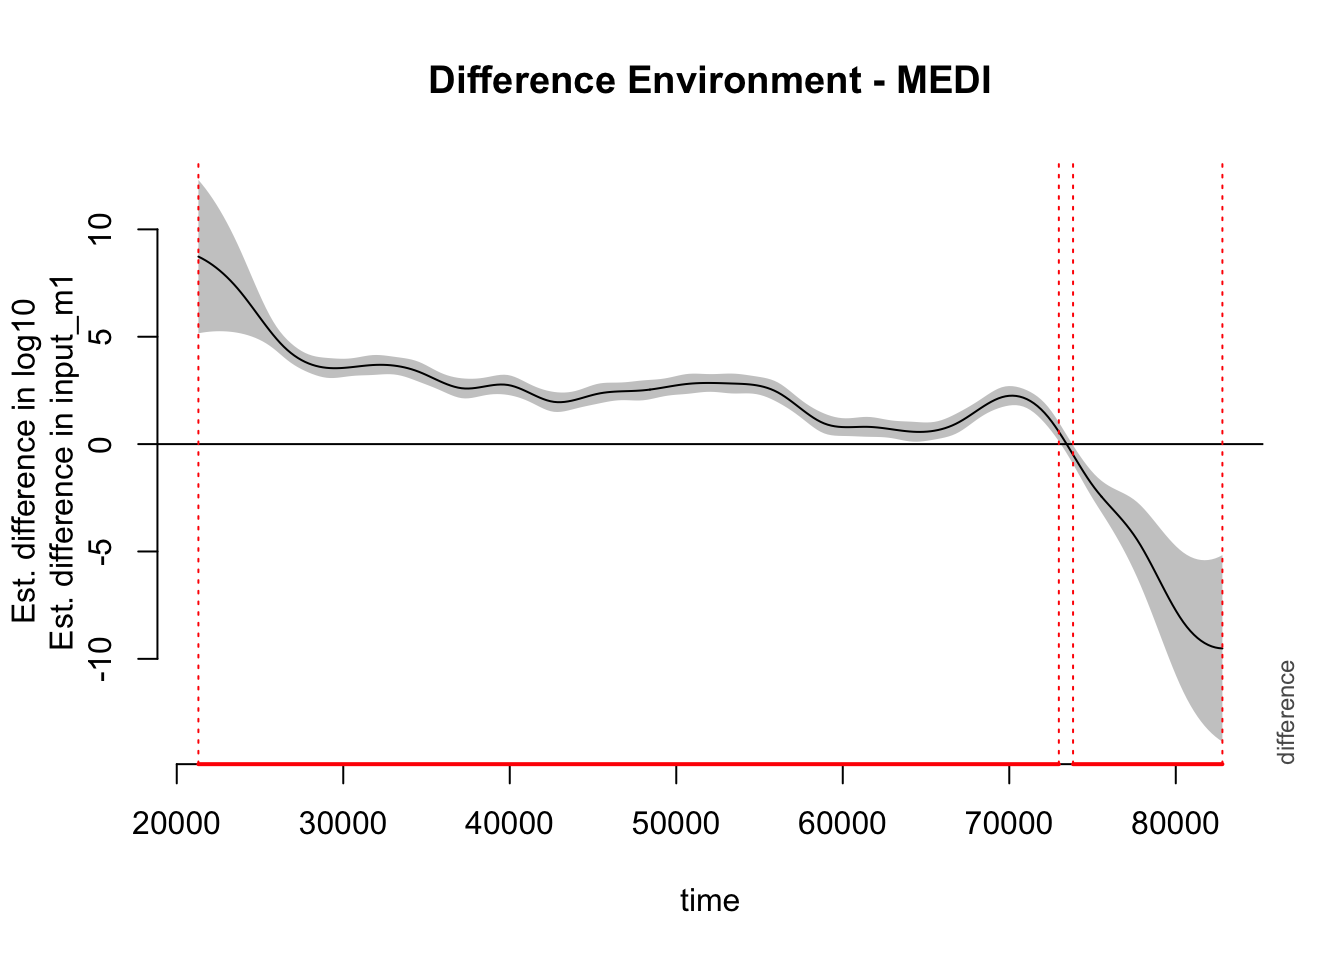 Difference Environment - MEDI
Est. difference in log10
Est. difference in input_m1
10
5
0
-5
-10
difference
20000 30000 40000 50000 60000 70000 80000
time